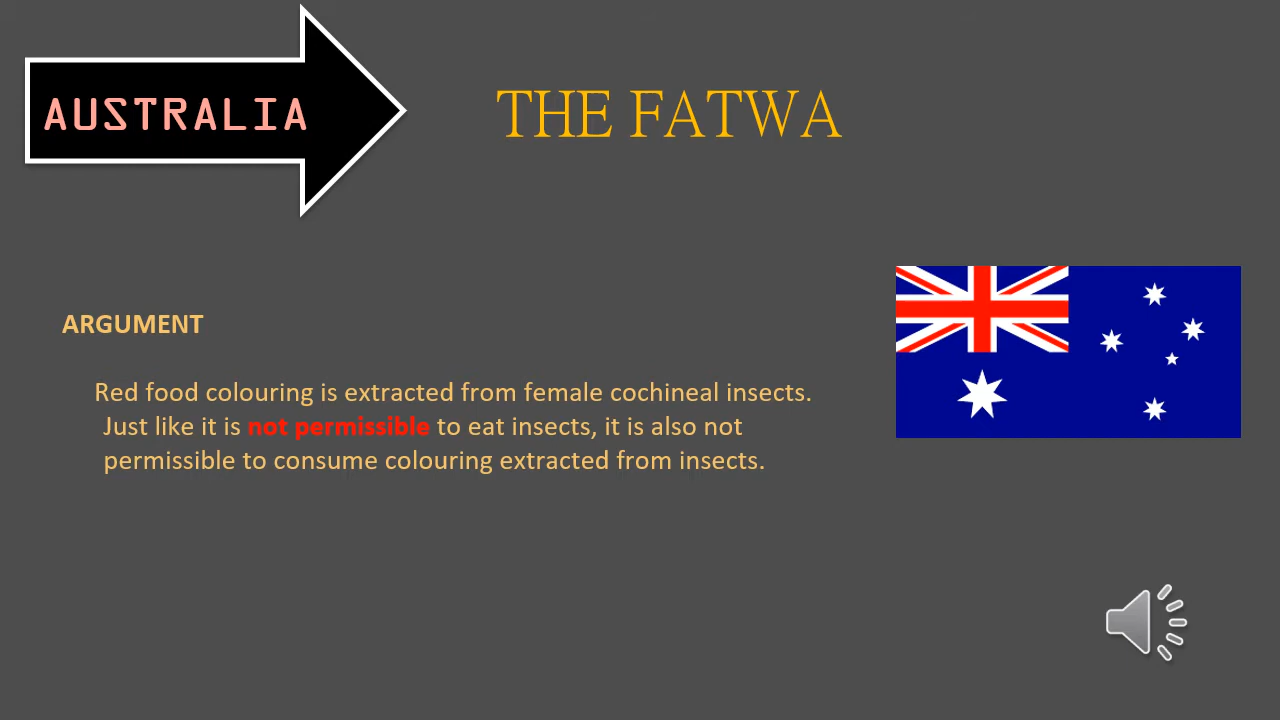 AUSTRALIA
THE FATWA
ARGUMENT
Red food colouring is extracted from female cochineal insects.
Just like it is not permissible to eat insects, it is also not
permissible to consume colouring extracted from insects.